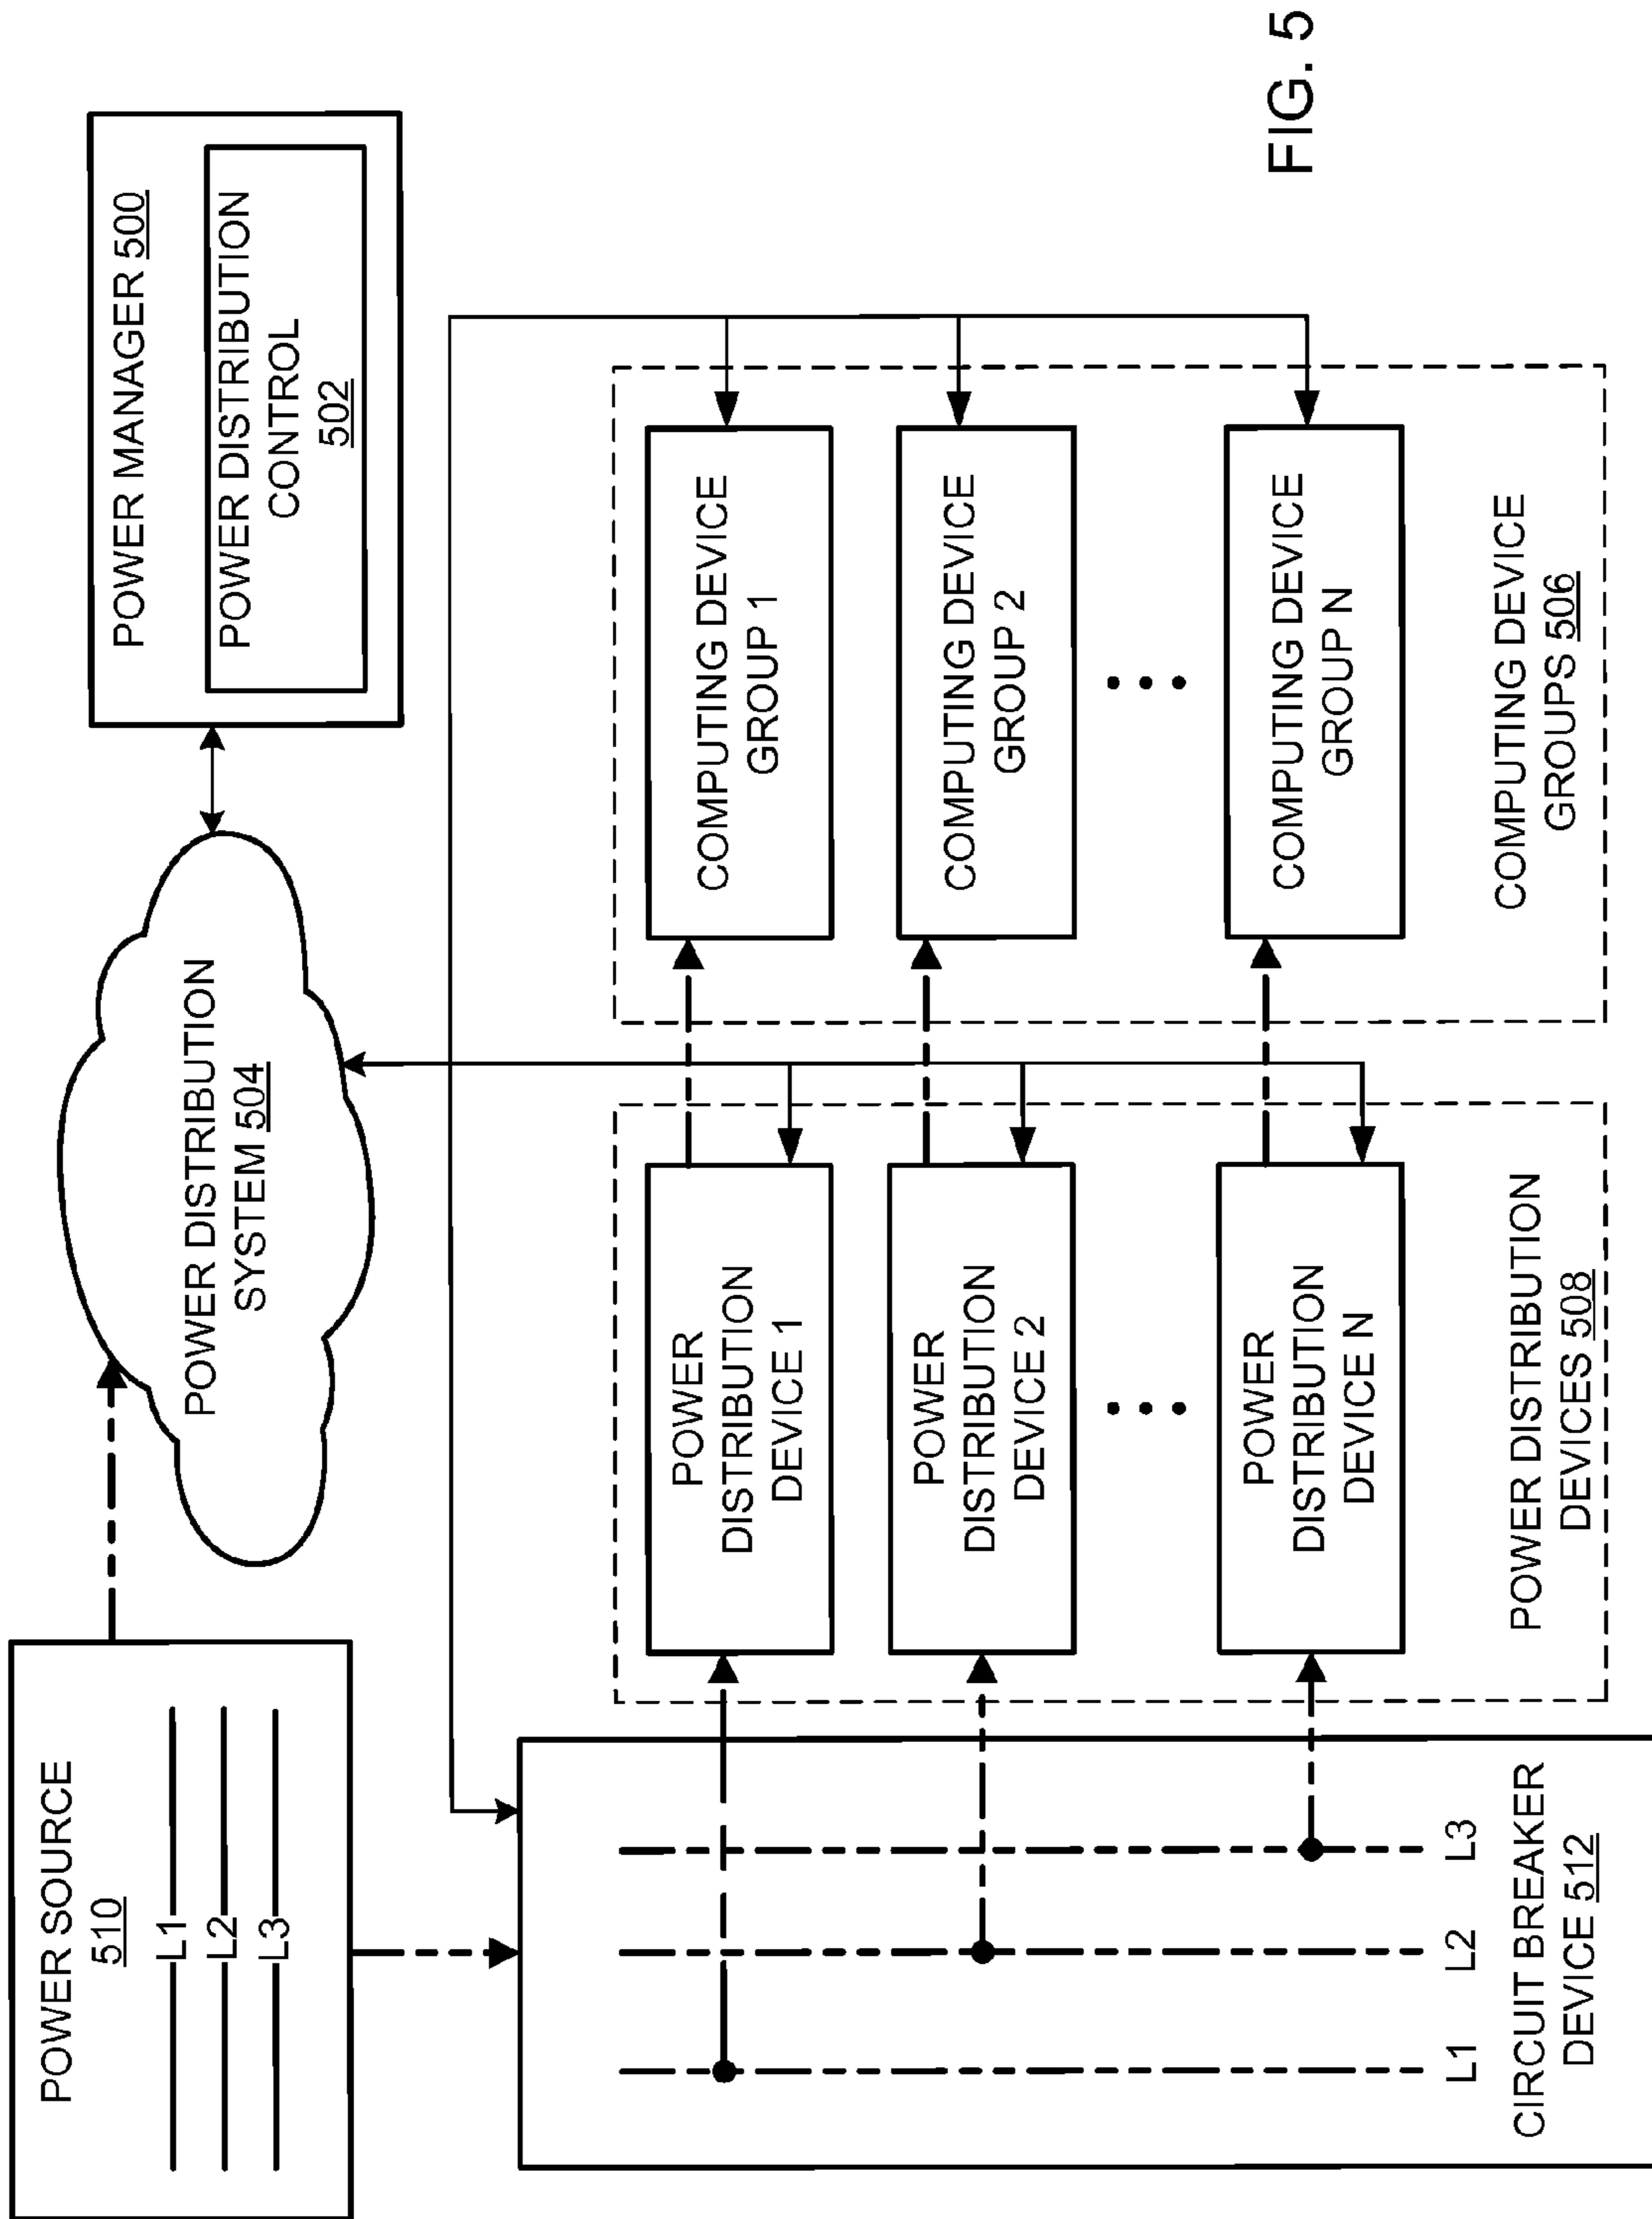 POWER SOURCE
510
L1
L2
L3
POWER DISTRIBUTION
SYSTEM 504
POWER MANAGER 500
POWER DISTRIBUTION
CONTROL
502
L1
L2
L3
CIRCUIT BREAKER
DEVICE 512
POWER
DISTRIBUTION
DEVICE 1
POWER
DISTRIBUTION
DEVICE 2
POWER
DISTRIBUTION
DEVICE N
POWER DISTRIBUTION
DEVICES 508
COMPUTING DEVICE
GROUP 1
COMPUTING DEVICE
GROUP 2
COMPUTING DEVICE
GROUP N
COMPUTING DEVICE
GROUPS 506
FIG. 5